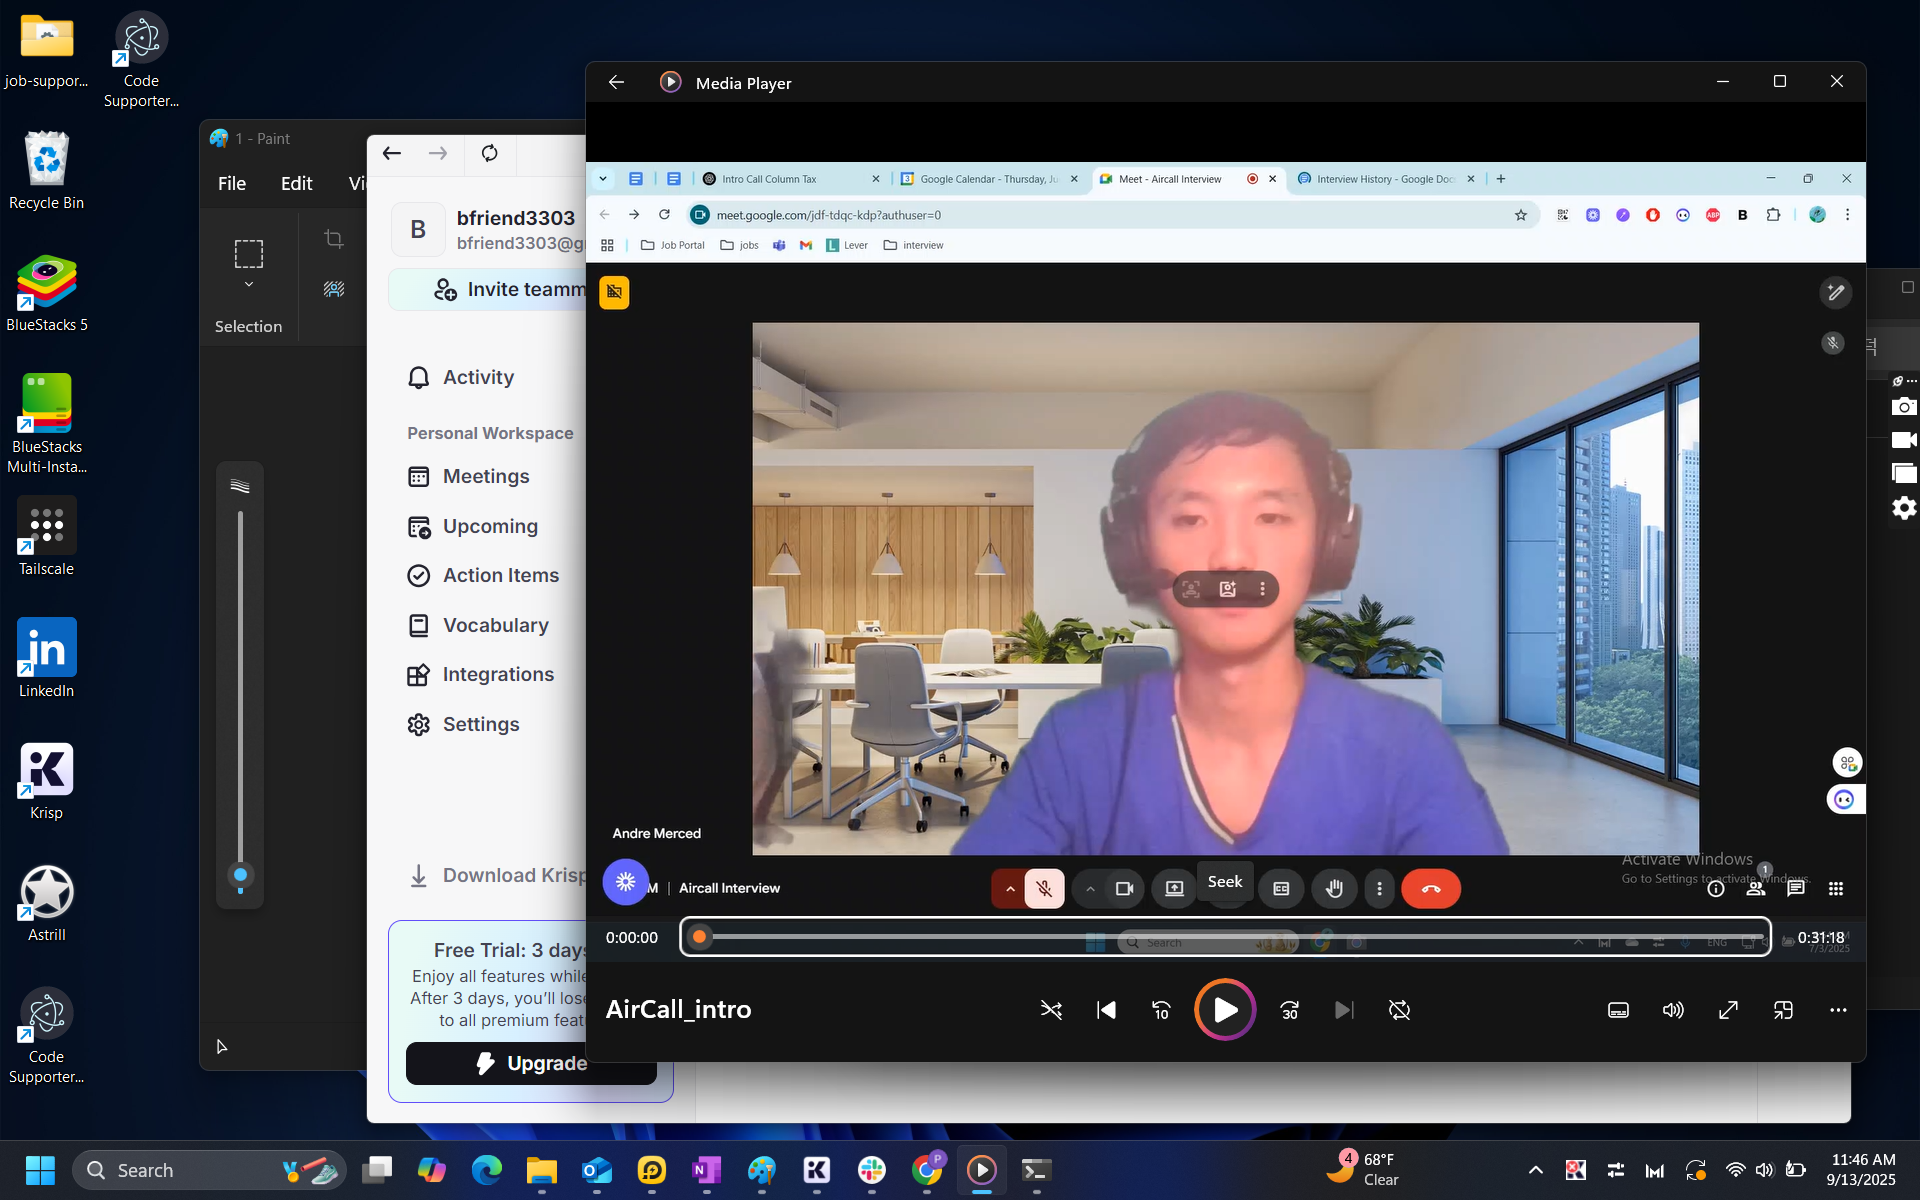 job-suppor...
Code
Supporter...
Recycle Bin
BlueStacks 5
BlueStacks
Multi-Insta...
Tailscale
LinkedIn
Krisp
Astrill
Code
Supporter...
1 - Paint
File
Edit
Selection
B
bfriend3303
bfriend3303@g
Invite teamm
Activity
Personal Workspace
Meetings
Upcoming
Action Items
Vocabulary
Integrations
Settings
Download Krisp
Free Trial: 3 days
Enjoy all features while
After 3 days, you'll lose
to all premium feat
Upgrade
Media Player
Intro Call Column Tax
Google Calendar - Thursday, Ju
Meet - Aircall Interview
Interview History - Google Doc
meet.google.com/jdf-tdqc-kdp?authuser=0
ABP
B
Job Portal
jobs
Lever
interview
Andre Merced
M | Aircall Interview
Seek
Activate Windows
Go to Settings to activate Windows.
1
0:00:00
Search
ENG
0:31:18
7/3/2025
AirCall_intro
10
30
Search
4
68°F
Clear
11:46 AM
9/13/2025